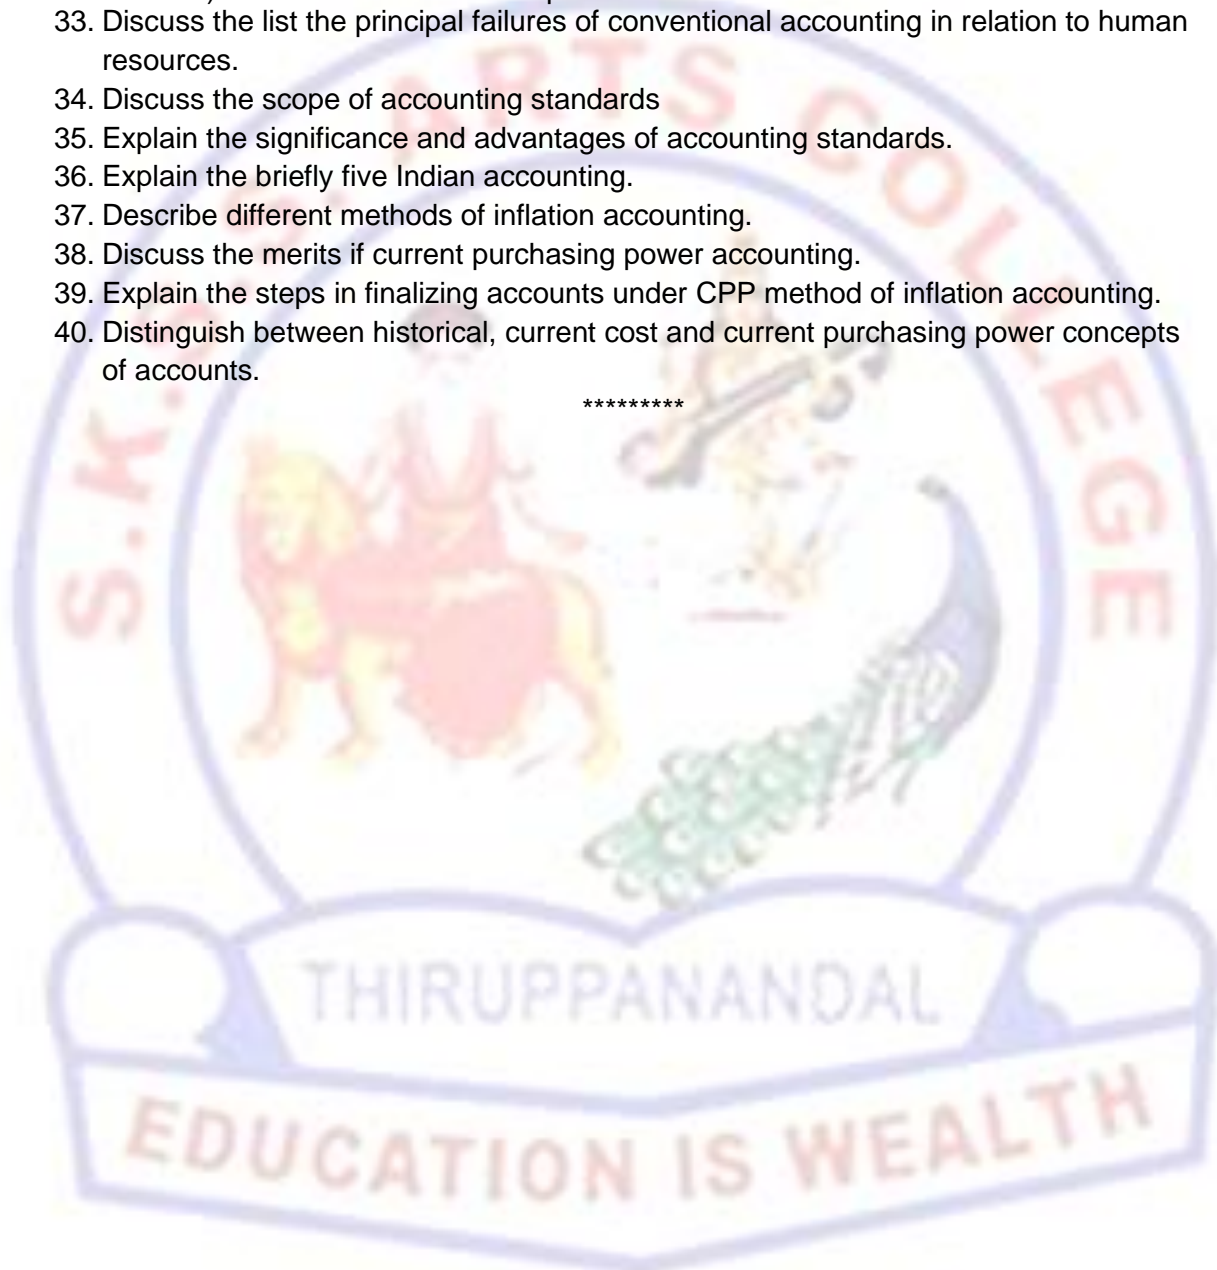 33. Discuss the list the principal failures of conventional accounting in relation to human
resources.
34. Discuss the scope of accounting standards
35. Explain the significance and advantages of accounting standards.
36. Explain the briefly five Indian accounting.
37. Describe different methods of inflation accounting.
38. Discuss the merits if current purchasing power accounting.
39. Explain the steps in finalizing accounts under CPP method of inflation accounting.
40. Distinguish between historical, current cost and current purchasing power concepts
of accounts.
*********
S.K.S.S. ARTS COLLEGE
THIRUPPANANDAL
EDUCATION IS WEALTH